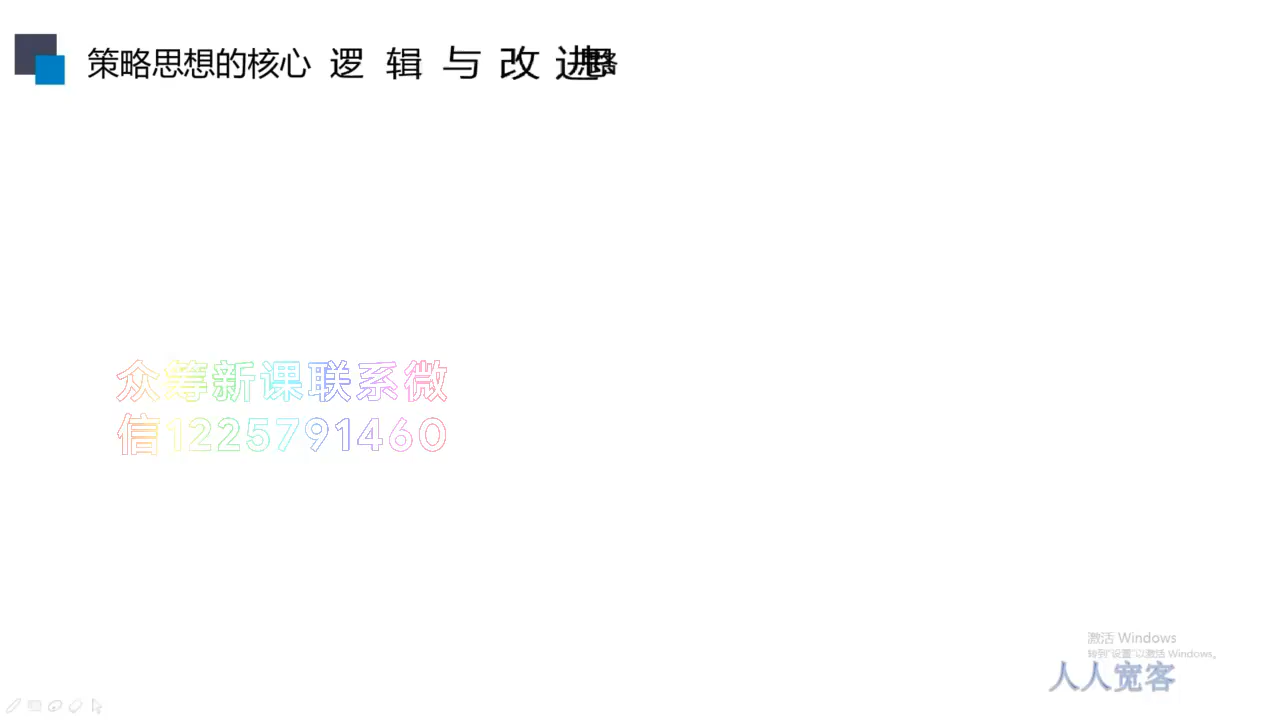 策略思想的核心逻辑与改进
众筹新课联系微
信1225791460
激活 Windows
转到"设置"以激活 Windows。
人人宽客